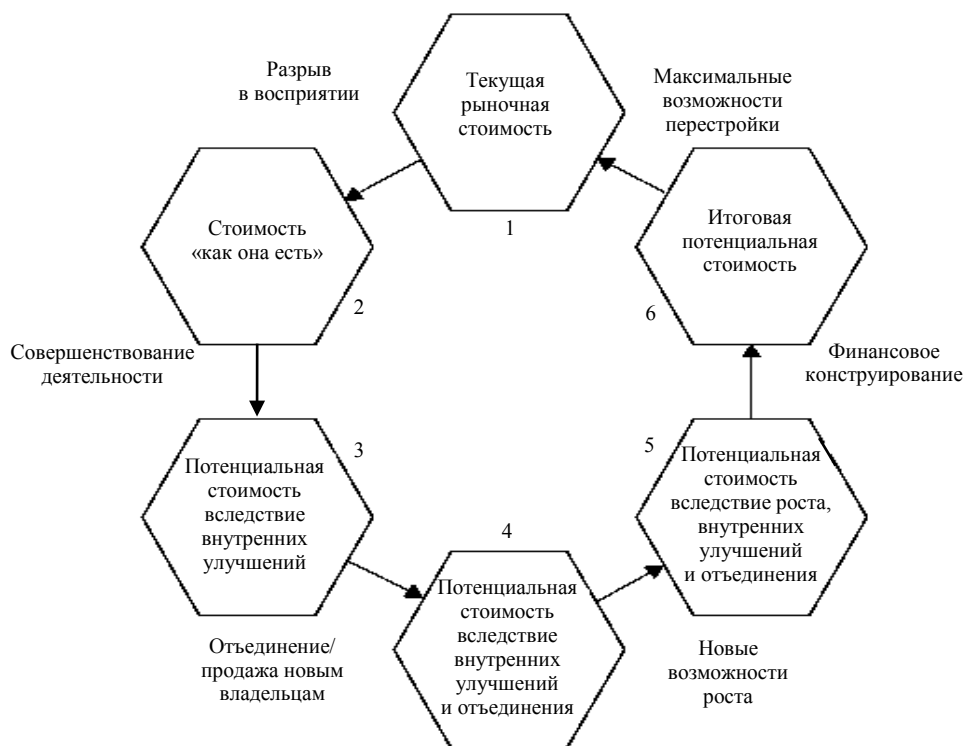 Текущая
рыночная
стоимость
1
Разрыв
в восприятии
Стоимость
«как она есть»
2
Совершенствование
деятельности
Потенциальная
стоимость
вследствие
внутренних
улучшений
3
Отъединение/
продажа новым
владельцам
4
Потенциальная
стоимость
вследствие
внутренних
улучшений
и отъединения
Новые
возможности
роста
5
Потенциальная
стоимость
вследствие роста,
внутренних
улучшений
и отъединения
Финансовое
конструирование
Итоговая
потенциальная
стоимость
6
Максимальные
возможности
перестройки